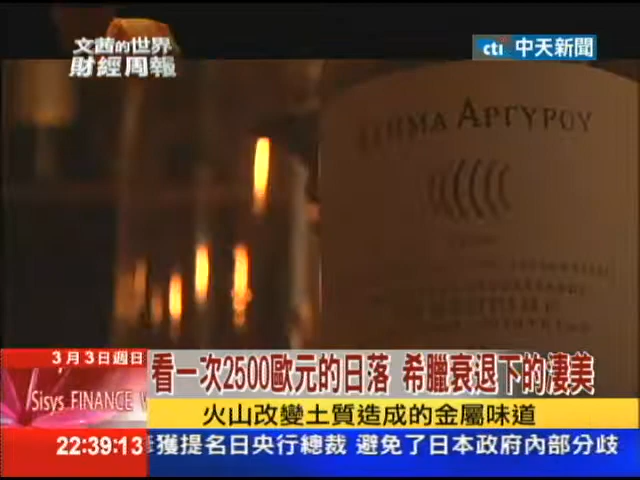 文茜的世界
財經周報
cti 中天新聞
ΚΤΗΜΑ ΑΡΓΥΡΟΥ
3月3日週日
看一次2500歐元的日落 希臘衰退下的淒美
Sisys FINANCE
火山改變土質造成的金屬味道
22:39:13
獲提名日央行總裁 避免了日本政府內部分歧